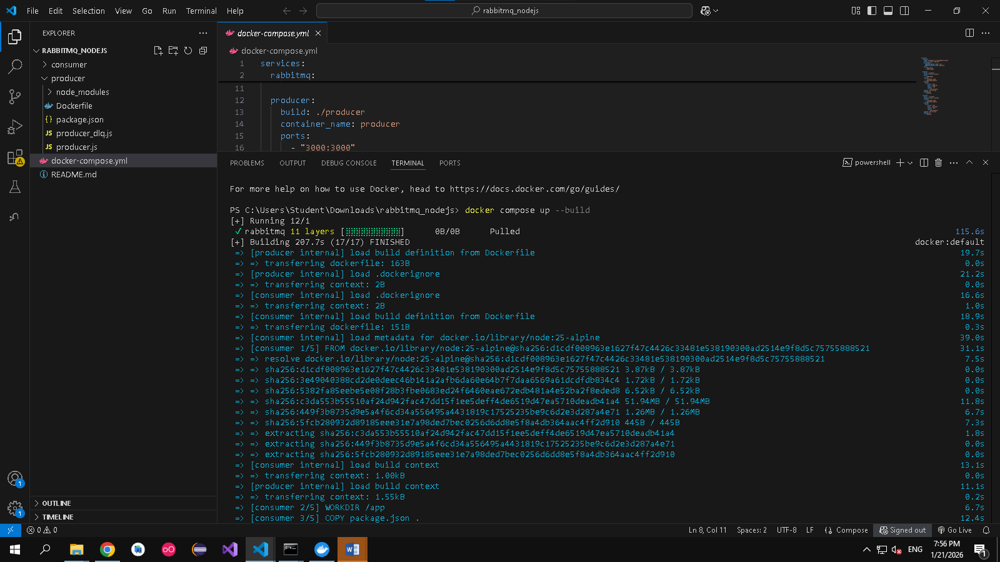 File Edit Selection View Go Run Terminal Help
rabbitmq_nodejs
EXPLORER
RABBITMQ_NODEJS
consumer
producer
node_modules
Dockerfile
{} package.json
JS producer_dlq.js
JS producer.js
docker-compose.yml
README.md
OUTLINE
TIMELINE
docker-compose.yml
docker-compose.yml
1 services:
2 rabbitmq:
11
12 producer:
13 build: ./producer
14 container_name: producer
15 ports:
16 - "3000:3000"
PROBLEMS OUTPUT DEBUG CONSOLE TERMINAL PORTS
powershell
For more help on how to use Docker, head to https://docs.docker.com/go/guides/
PS C:\Users\Student\Downloads\rabbitmq_nodejs> docker compose up --build
[+] Running 12/1
✓ rabbitmq 11 layers [⣿⣿⣿⣿⣿⣿⣿⣿⣿⣿⣿] 0B/0B Pulled 115.6s
[+] Building 207.7s (17/17) FINISHED docker:default
=> [producer internal] load build definition from Dockerfile 19.7s
=> => transferring dockerfile: 163B 0.0s
=> [producer internal] load .dockerignore 21.2s
=> => transferring context: 2B 0.0s
=> [consumer internal] load .dockerignore 16.6s
=> => transferring context: 2B 1.0s
=> [consumer internal] load build definition from Dockerfile 18.9s
=> => transferring dockerfile: 151B 0.3s
=> [consumer internal] load metadata for docker.io/library/node:25-alpine 39.0s
=> [consumer 1/5] FROM docker.io/library/node:25-alpine@sha256:d1cdf008963e1627f47c4426c33481e538190300ad2514e9f8d5c75755888521 31.1s
=> => resolve docker.io/library/node:25-alpine@sha256:d1cdf008963e1627f47c4426c33481e538190300ad2514e9f8d5c75755888521 7.5s
=> => sha256:d1cdf008963e1627f47c4426c33481e538190300ad2514e9f8d5c75755888521 3.87kB / 3.87kB 0.0s
=> => sha256:3e49040388cd2de0deec46b141a2afb6da60e64b7f7daa6569a61dcdfdb834c4 1.72kB / 1.72kB 0.0s
=> => sha256:5382fa85eebe5e08f28b3fbe0683ed24f6460eae672edb481a4e52ba2f8eded8 6.52kB / 6.52kB 0.0s
=> => sha256:c3da553b55510af24d942fac47dd15f1ee5deff4de6519d47ea5710deadb41a4 51.94MB / 51.94MB 11.8s
=> => sha256:449f3b8735d9e5a4f6cd34a556495a4431819c17525235be9c6d2e3d287a4e71 1.26MB / 1.26MB 6.7s
=> => sha256:5fcb280932d89185eee31e7a98ded7bec0256d6dd8e5f8a4db364aac4ff2d910 445B / 445B 7.3s
=> => extracting sha256:c3da553b55510af24d942fac47dd15f1ee5deff4de6519d47ea5710deadb41a4 1.8s
=> => extracting sha256:449f3b8735d9e5a4f6cd34a556495a4431819c17525235be9c6d2e3d287a4e71 0.0s
=> => extracting sha256:5fcb280932d89185eee31e7a98ded7bec0256d6dd8e5f8a4db364aac4ff2d910 0.0s
=> [consumer internal] load build context 13.1s
=> => transferring context: 1.00kB 0.0s
=> [producer internal] load build context 11.1s
=> => transferring context: 1.55kB 0.2s
=> [consumer 2/5] WORKDIR /app 6.7s
=> [consumer 3/5] COPY package.json . 12.4s
0 0 Ln 8, Col 11 Spaces: 2 UTF-8 LF Compose Signed out Go Live
ENG
7:56 PM
1/21/2026